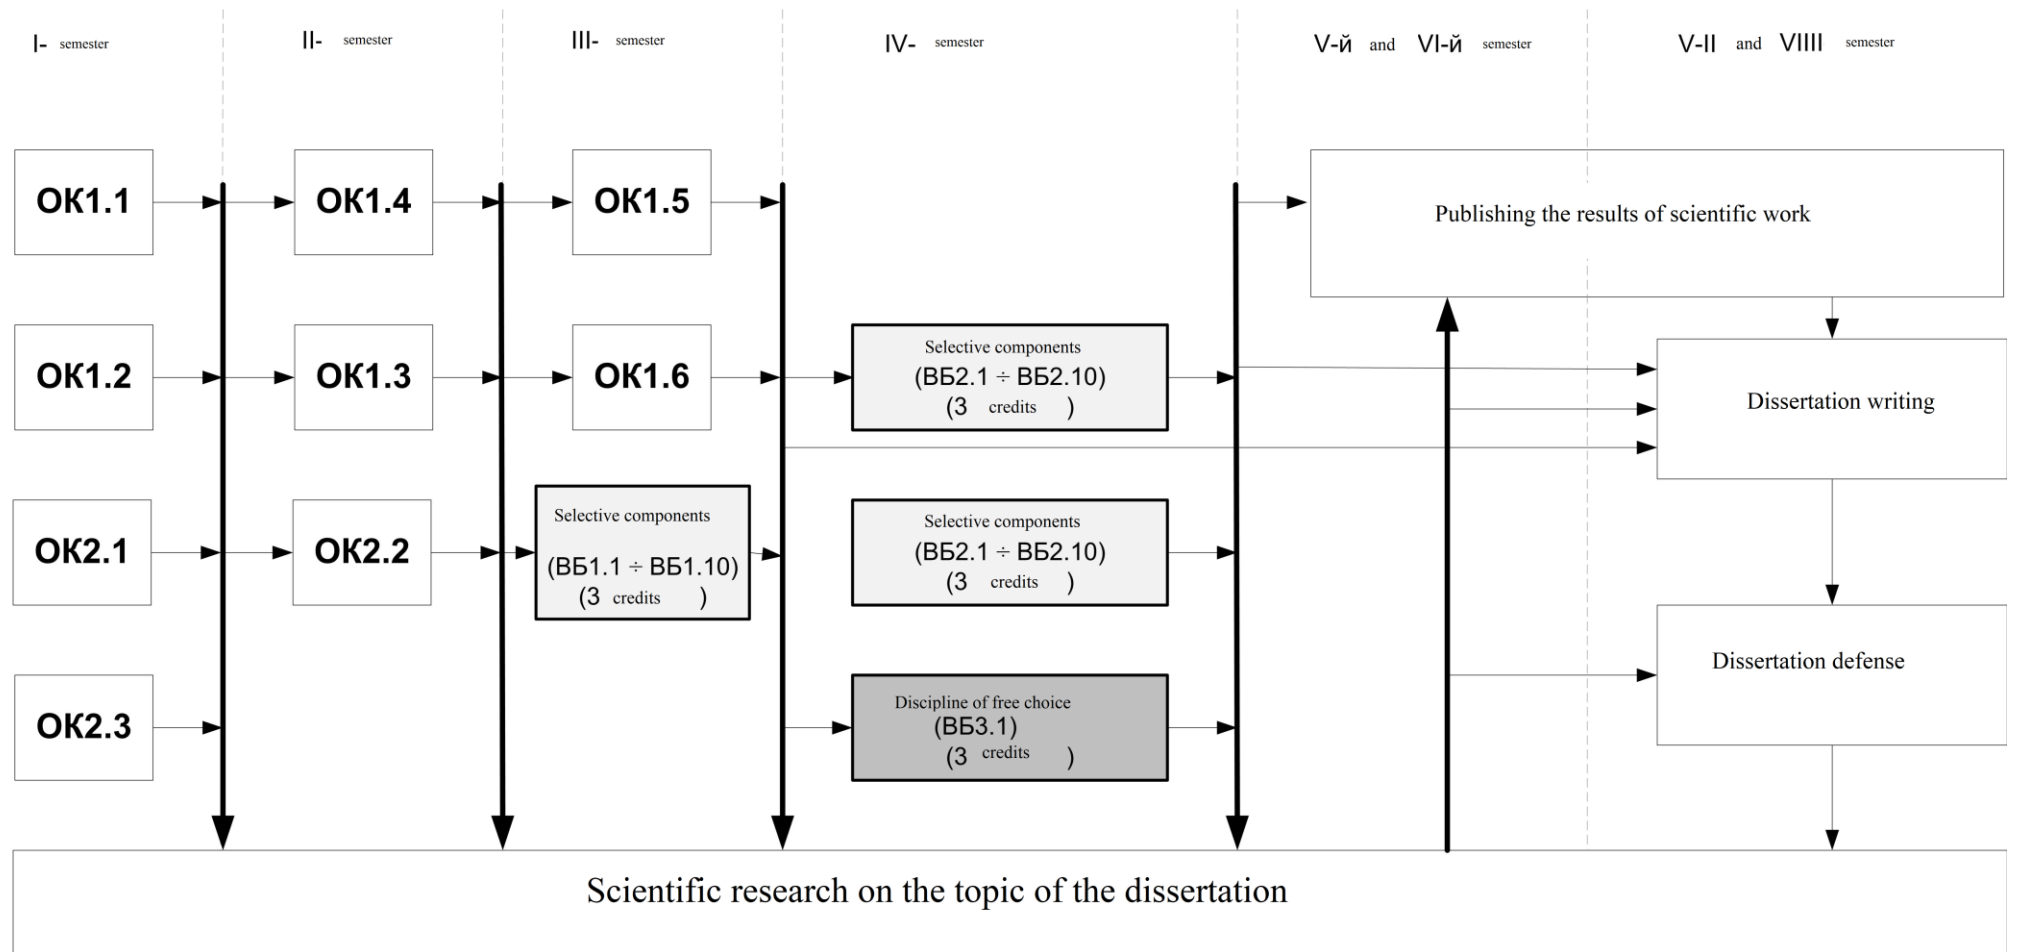 I- semester
II- semester
III- semester
IV- semester
V-й and VI-й semester
V-II and VIIII semester
ОК1.1
ОК1.4
ОК1.5
Publishing the results of scientific work
ОК1.2
ОК1.3
ОК1.6
Selective components
(ВБ2.1 ÷ ВБ2.10)
(3 credits )
Dissertation writing
ОК2.1
ОК2.2
Selective components
(ВБ1.1 ÷ ВБ1.10)
(3 credits )
Selective components
(ВБ2.1 ÷ ВБ2.10)
(3 credits )
Dissertation defense
ОК2.3
Discipline of free choice
(ВБ3.1)
(3 credits )
Scientific research on the topic of the dissertation